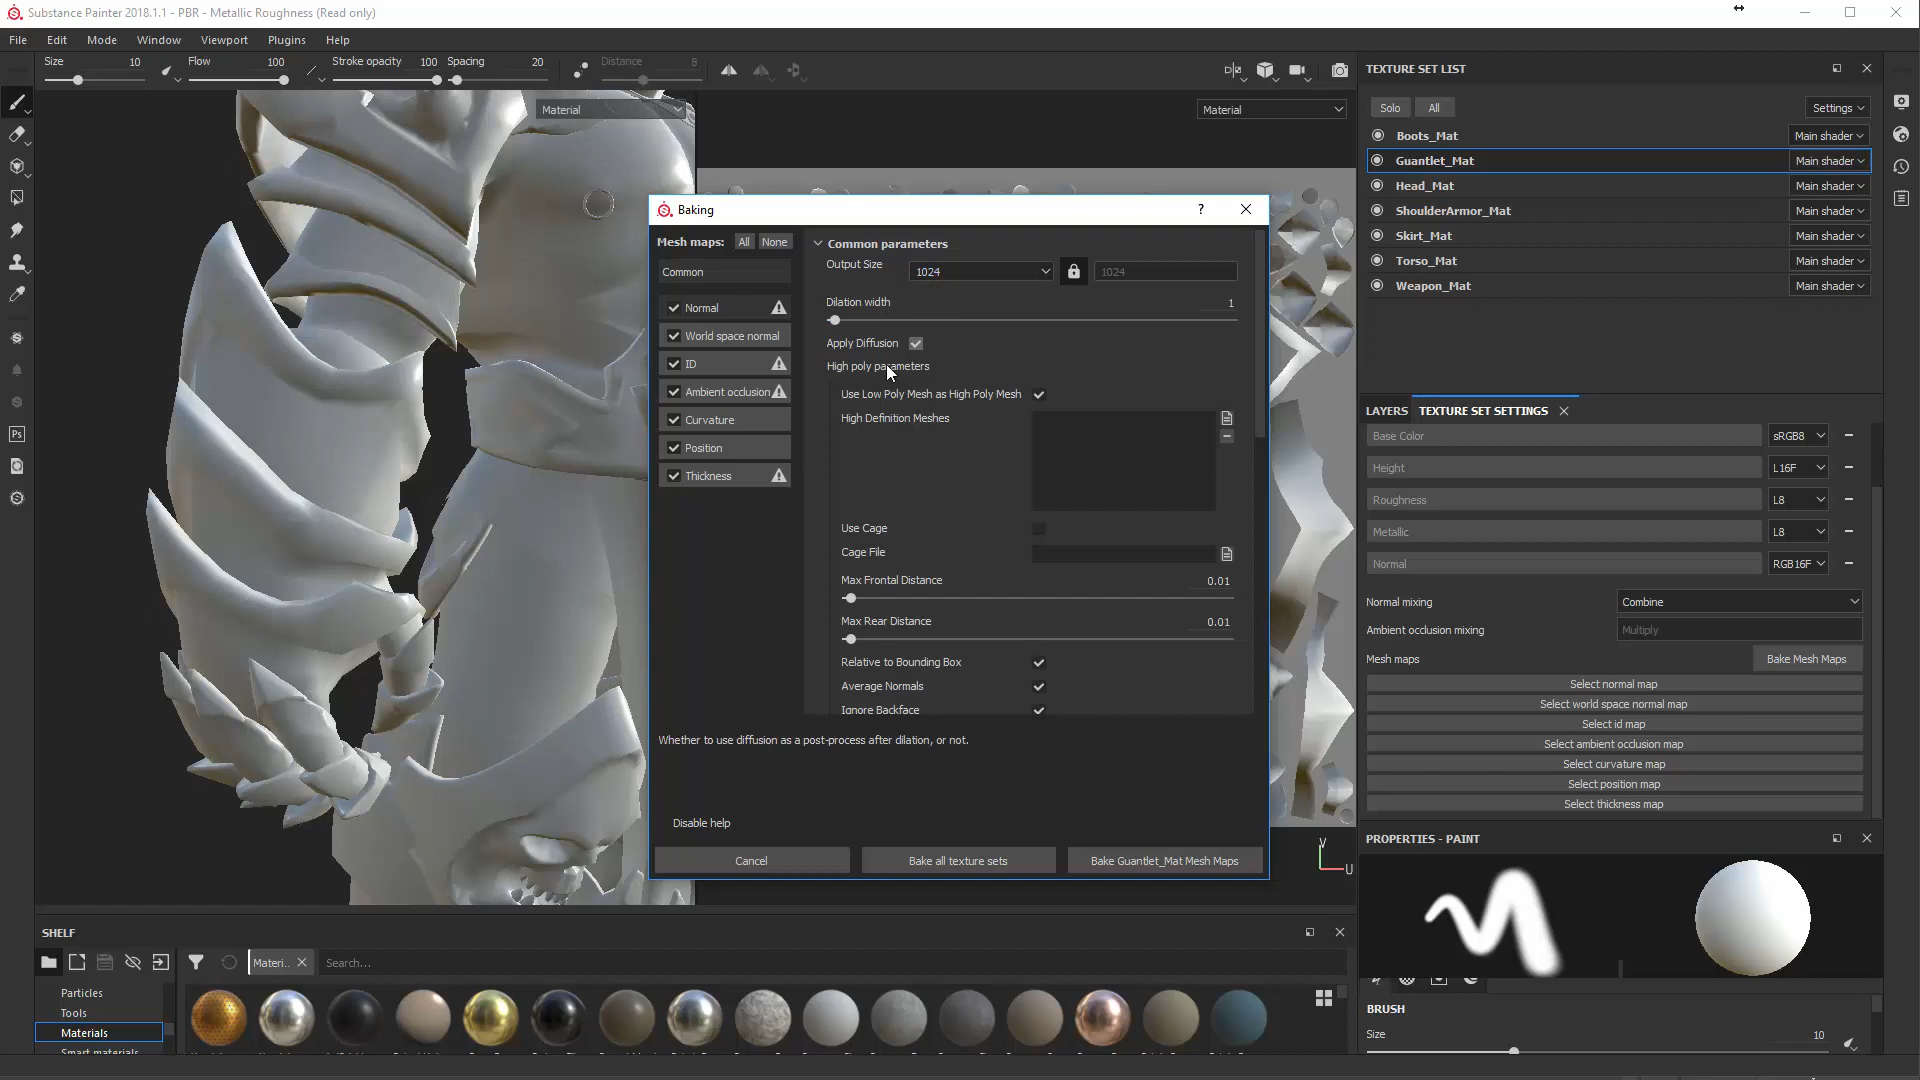 Substance Painter 2018.1.1 - PBR - Metallic Roughness (Read only)
File Edit Mode Window Viewport Plugins Help
Size 10 Flow 100 Stroke opacity 100 Spacing 20 Distance 8
Material
Material
TEXTURE SET LIST
Solo All Settings
Boots_Mat Main shader
Guantlet_Mat Main shader
Head_Mat Main shader
ShoulderArmor_Mat Main shader
Skirt_Mat Main shader
Torso_Mat Main shader
Weapon_Mat Main shader
Baking ?
Mesh maps: All None
Common
Normal
World space normal
ID
Ambient occlusion
Curvature
Position
Thickness
Common parameters
Output Size 1024 1024
Dilation width 1
Apply Diffusion
High poly parameters
Use Low Poly Mesh as High Poly Mesh
High Definition Meshes
Use Cage
Cage File
Max Frontal Distance 0.01
Max Rear Distance 0.01
Relative to Bounding Box
Average Normals
Ignore Backface
Whether to use diffusion as a post-process after dilation, or not.
Disable help
Cancel Bake all texture sets Bake Guantlet_Mat Mesh Maps
LAYERS TEXTURE SET SETTINGS
Base Color sRGB8
Height L16F
Roughness L8
Metallic L8
Normal RGB16F
Normal mixing Combine
Ambient occlusion mixing Multiply
Mesh maps Bake Mesh Maps
Select normal map
Select world space normal map
Select id map
Select ambient occlusion map
Select curvature map
Select position map
Select thickness map
V
U
PROPERTIES - PAINT
BRUSH
Size 10
Ps
SHELF
Materi.. Search...
Particles
Tools
Materials
Smart materials